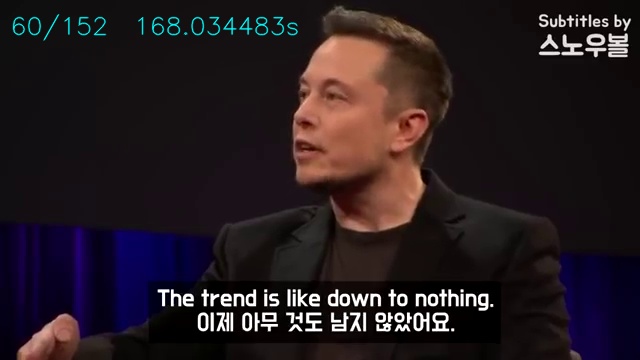 60/152 168.034483s
Subtitles by
스노우볼
The trend is like down to nothing.
이제 아무 것도 남지 않았어요.